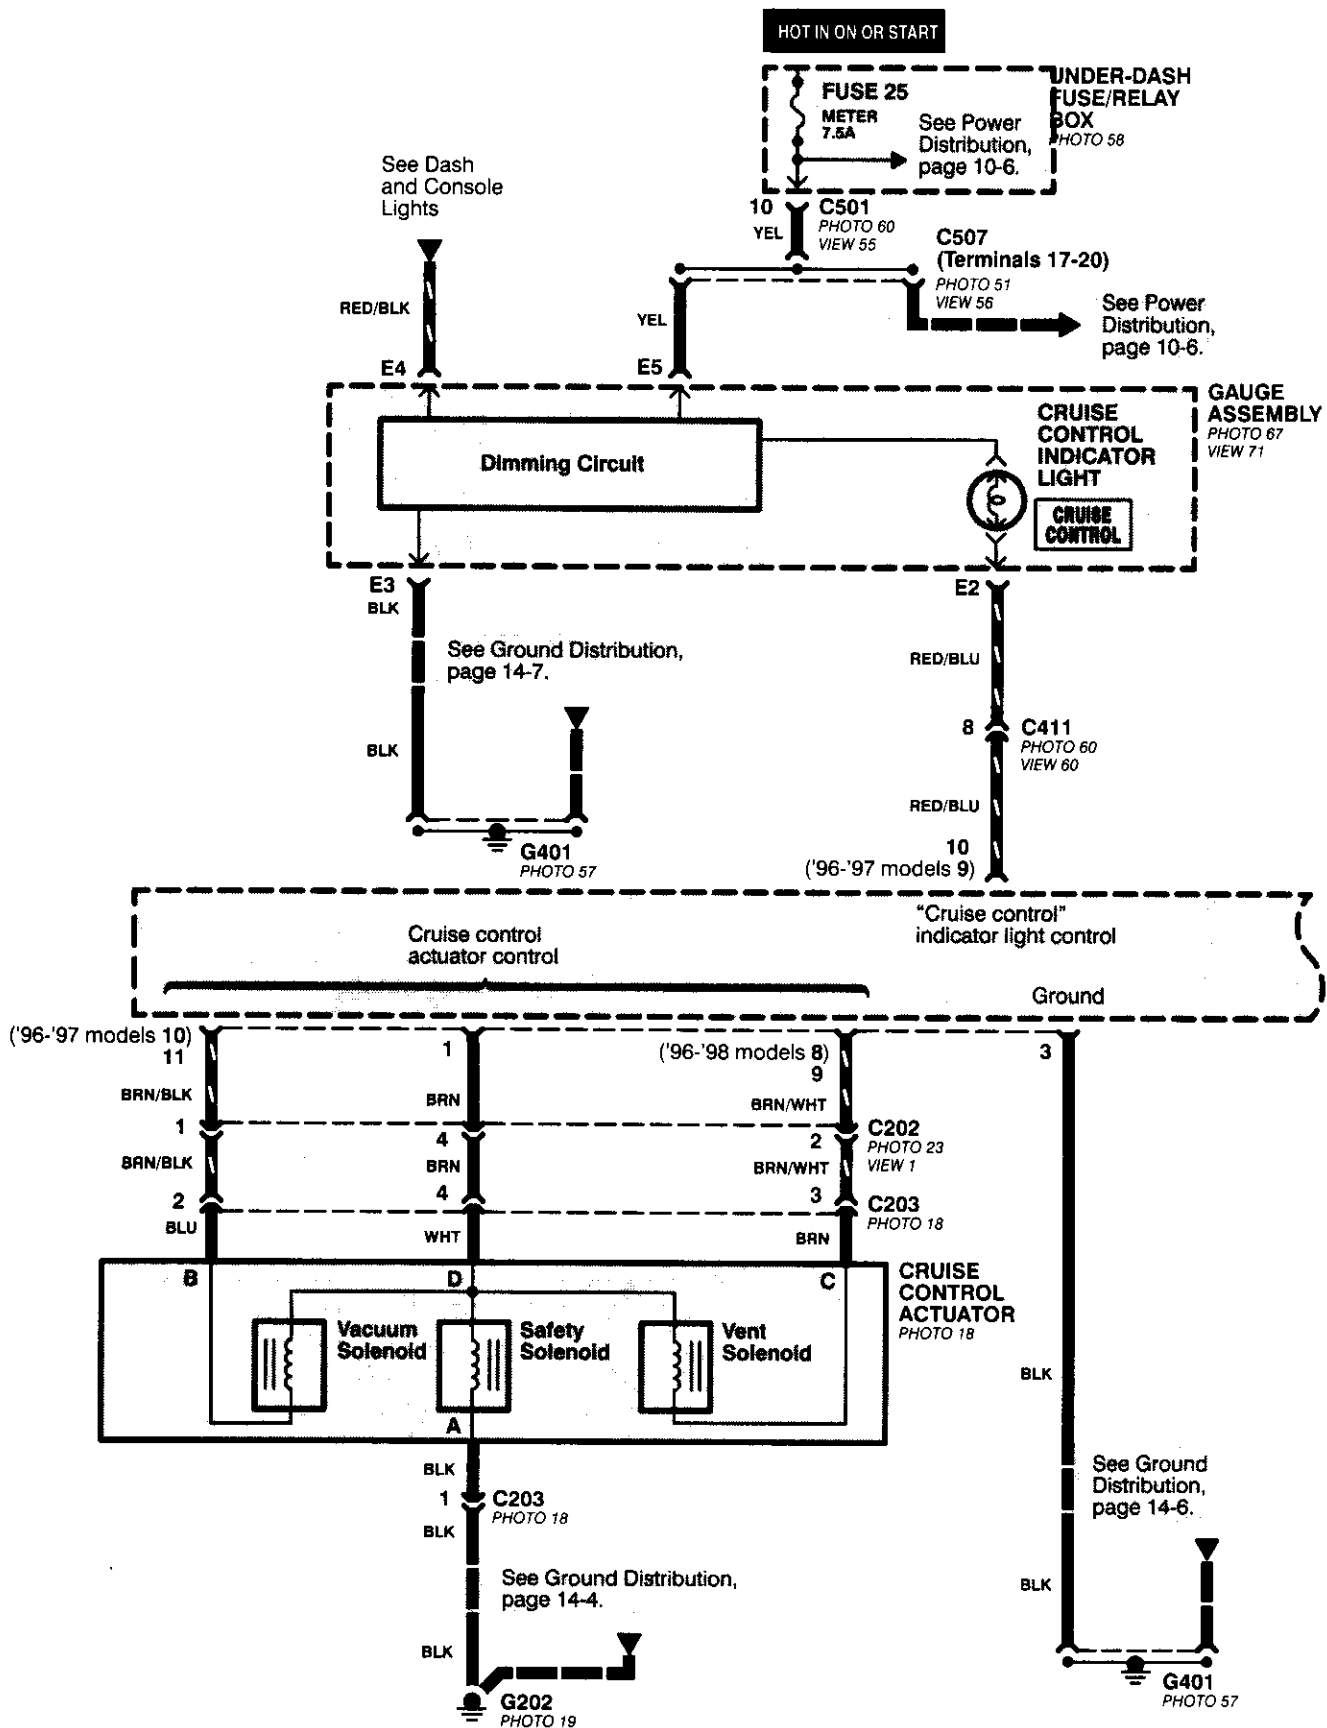 HOT IN ON OR START
UNDER-DASH
FUSE/RELAY
BOX
PHOTO 58
FUSE 25
METER
7.5A
See Power
Distribution,
page 10-6.
See Dash
and Console
Lights
10
C501
PHOTO 60
VIEW 55
YEL
C507
(Terminals 17-20)
PHOTO 51
VIEW 56
RED/BLK
YEL
See Power
Distribution,
page 10-6.
E4
E5
GAUGE
ASSEMBLY
PHOTO 67
VIEW 71
CRUISE
CONTROL
INDICATOR
LIGHT
Dimming Circuit
CRUISE
CONTROL
E3
BLK
E2
See Ground Distribution,
page 14-7.
RED/BLU
8
C411
PHOTO 60
VIEW 60
BLK
RED/BLU
G401
PHOTO 57
10
('96-'97 models 9)
Cruise control
actuator control
"Cruise control"
indicator light control
Ground
('96-'97 models 10)
11
1
('96-'98 models 8)
9
3
BRN/BLK
BRN
BRN/WHT
1
4
2
C202
PHOTO 23
VIEW 1
BRN/BLK
BRN
BRN/WHT
2
4
3
C203
PHOTO 18
BLU
WHT
BRN
B
D
C
CRUISE
CONTROL
ACTUATOR
PHOTO 18
Vacuum
Solenoid
Safety
Solenoid
Vent
Solenoid
A
BLK
BLK
1
C203
PHOTO 18
BLK
See Ground
Distribution,
page 14-6.
See Ground Distribution,
page 14-4.
BLK
BLK
G202
PHOTO 19
G401
PHOTO 57